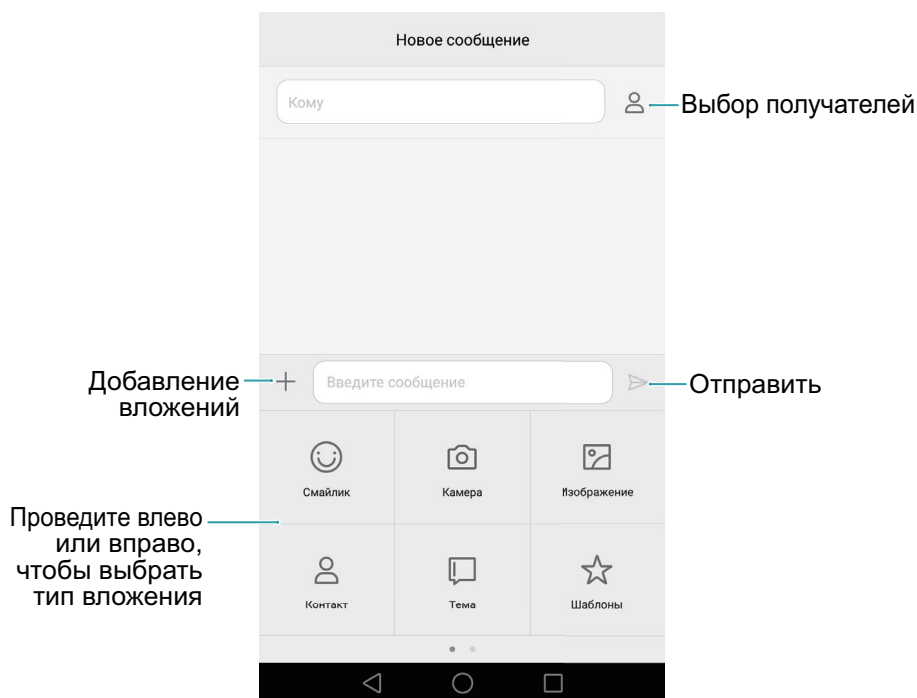 Новое сообщение
Кому
Выбор получателей
Добавление
вложений
Введите сообщение
Отправить
Смайлик
Камера
Изображение
Проведите влево
или вправо,
чтобы выбрать
тип вложения
Контакт
Тема
Шаблоны